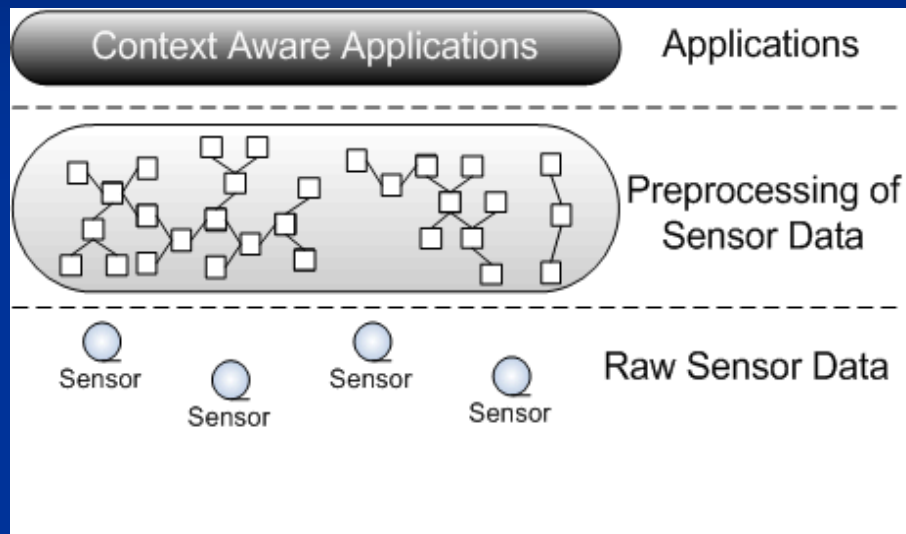 Context Aware Applications
Applications
Preprocessing of
Sensor Data
Sensor
Sensor
Sensor
Sensor
Raw Sensor Data